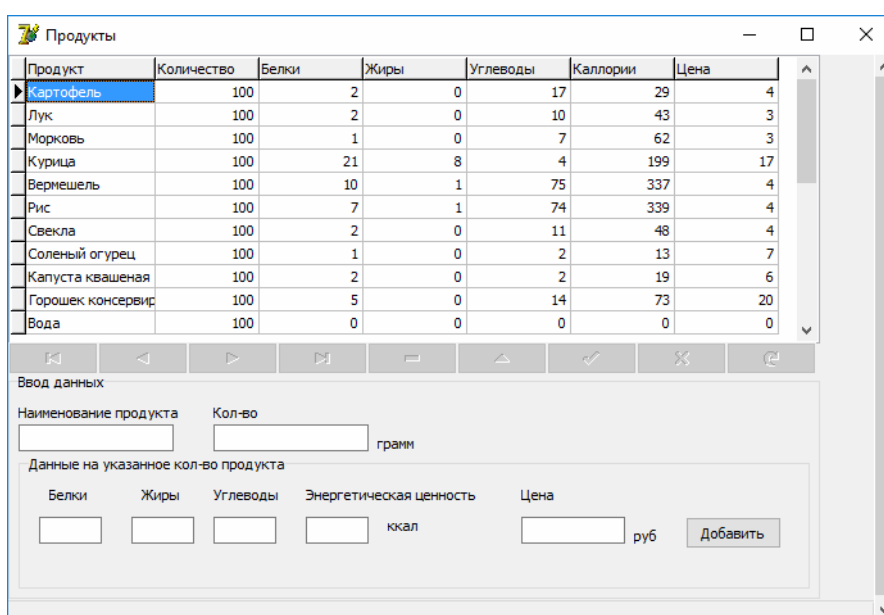 Продукты
Продукт Количество Белки Жиры Углеводы Каллории Цена
Картофель 100 2 0 17 29 4
Лук 100 2 0 10 43 3
Морковь 100 1 0 7 62 3
Курица 100 21 8 4 199 17
Вермешель 100 10 1 75 337 4
Рис 100 7 1 74 339 4
Свекла 100 2 0 11 48 4
Соленый огурец 100 1 0 2 13 7
Капуста квашеная 100 2 0 2 19 6
Горошек консервир 100 5 0 14 73 20
Вода 100 0 0 0 0 0
Ввод данных
Наименование продукта Кол-во
грамм
Данные на указанное кол-во продукта
Белки Жиры Углеводы Энергетическая ценность Цена
ккал руб Добавить